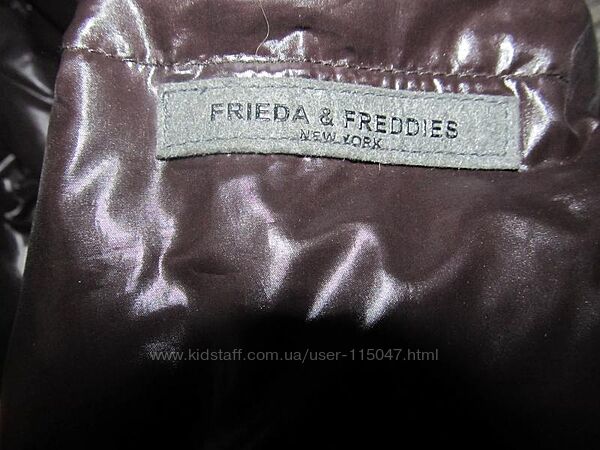 FRIEDA & FREDDIES
NEW YORK
www.kidstaff.com.ua/user-115047.html